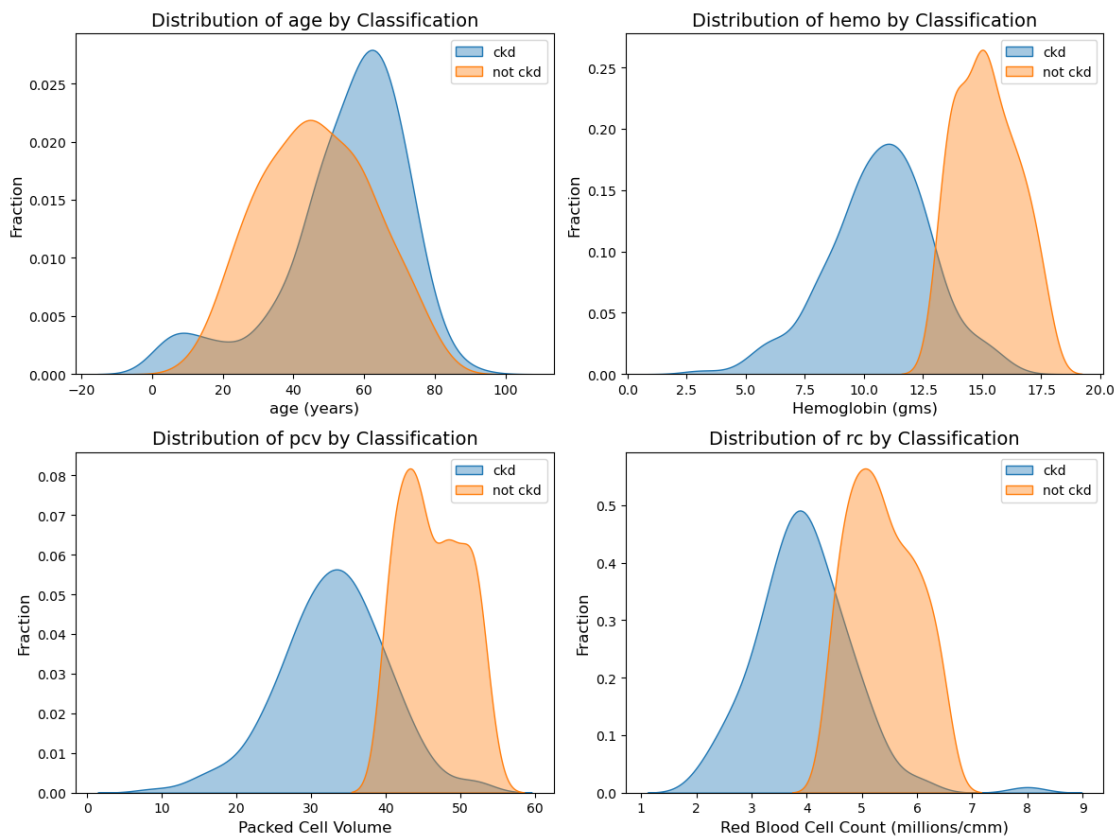 Distribution of age by Classification
ckd
not ckd
Fraction
0.025
0.020
0.015
0.010
0.005
0.000
−20 0 20 40 60 80 100
age (years)
Distribution of hemo by Classification
ckd
not ckd
Fraction
0.25
0.20
0.15
0.10
0.05
0.00
0.0 2.5 5.0 7.5 10.0 12.5 15.0 17.5 20.0
Hemoglobin (gms)
Distribution of pcv by Classification
ckd
not ckd
Fraction
0.08
0.07
0.06
0.05
0.04
0.03
0.02
0.01
0.00
0 10 20 30 40 50 60
Packed Cell Volume
Distribution of rc by Classification
ckd
not ckd
Fraction
0.5
0.4
0.3
0.2
0.1
0.0
1 2 3 4 5 6 7 8 9
Red Blood Cell Count (millions/cmm)